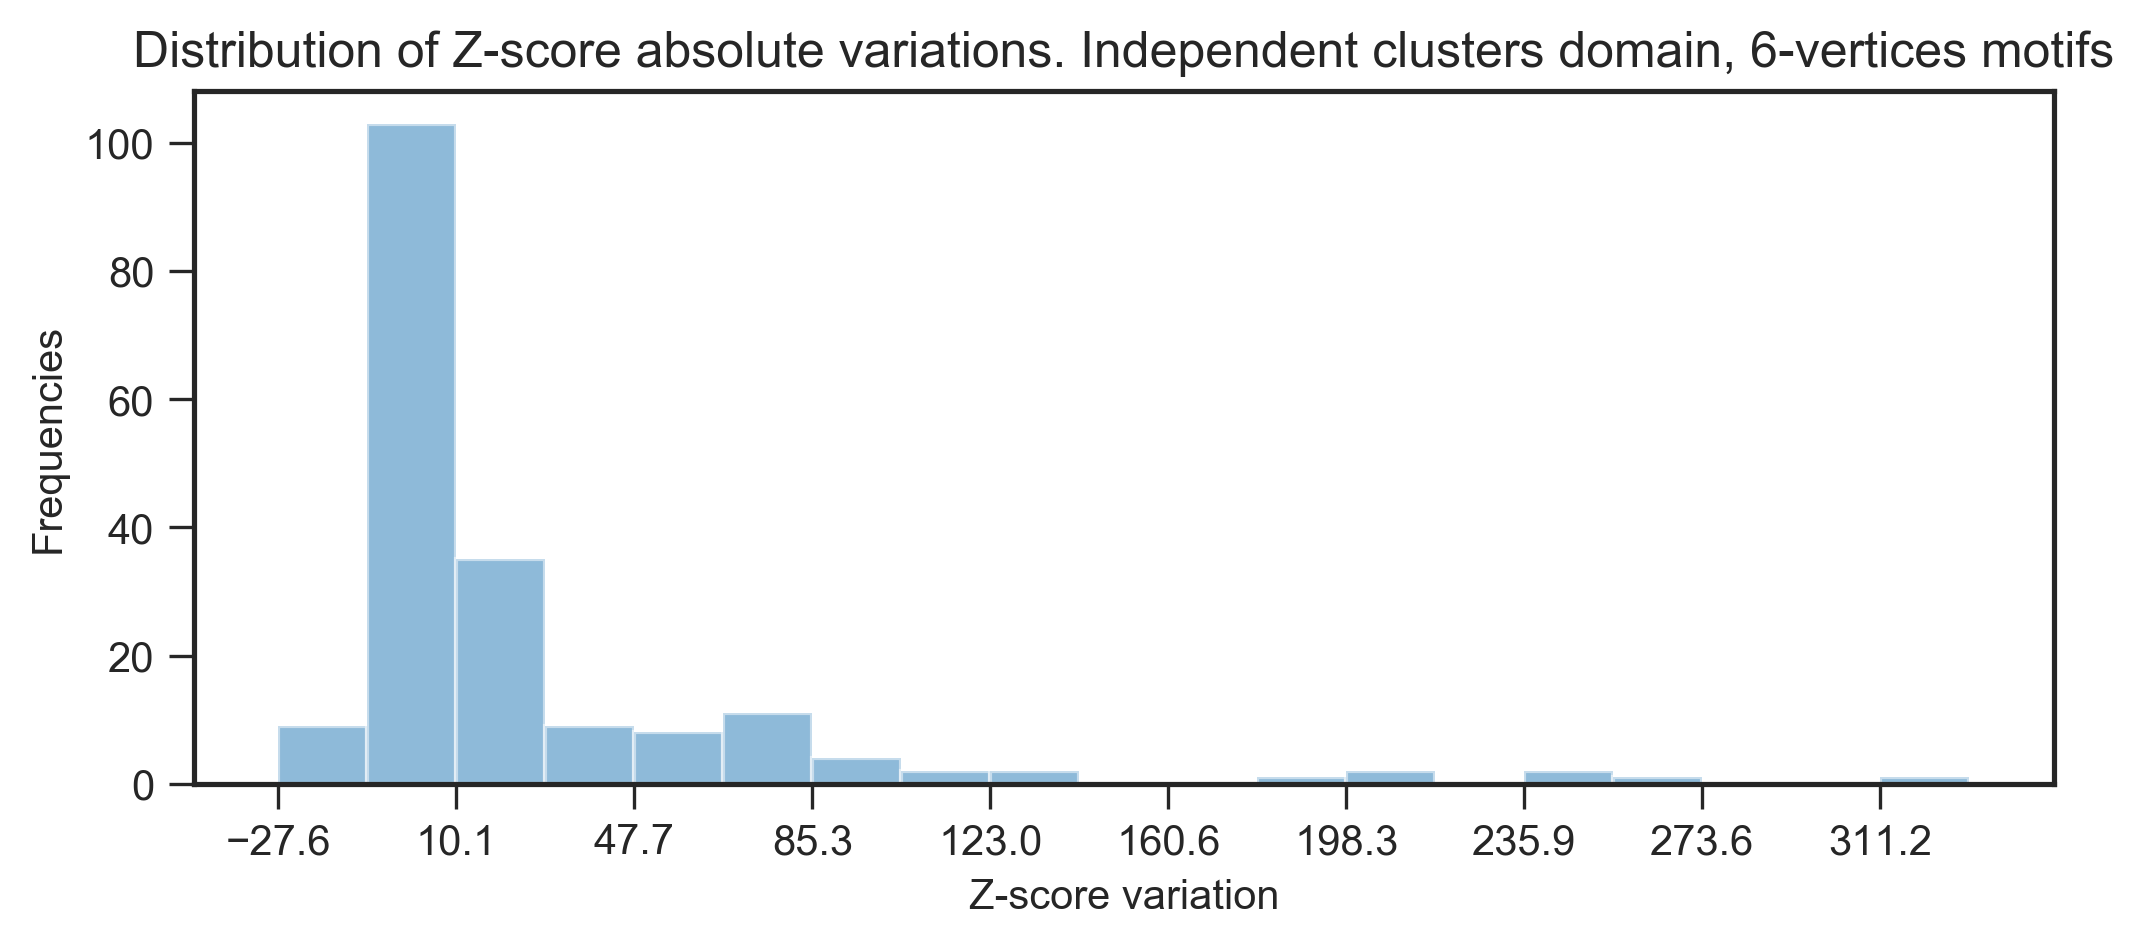 Distribution of Z-score absolute variations. Independent clusters domain, 6-vertices motifs
Frequencies
100
80
60
40
20
0
−27.6 10.1 47.7 85.3 123.0 160.6 198.3 235.9 273.6 311.2
Z-score variation